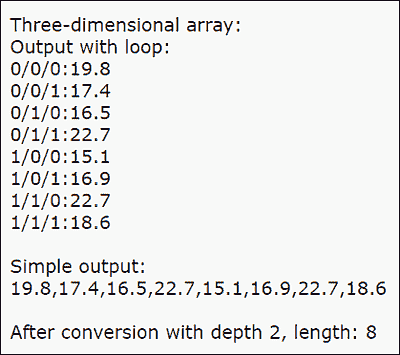 Three-dimensional array:
Output with loop:
0/0/0:19.8
0/0/1:17.4
0/1/0:16.5
0/1/1:22.7
1/0/0:15.1
1/0/1:16.9
1/1/0:22.7
1/1/1:18.6
Simple output:
19.8,17.4,16.5,22.7,15.1,16.9,22.7,18.6
After conversion with depth 2, length: 8